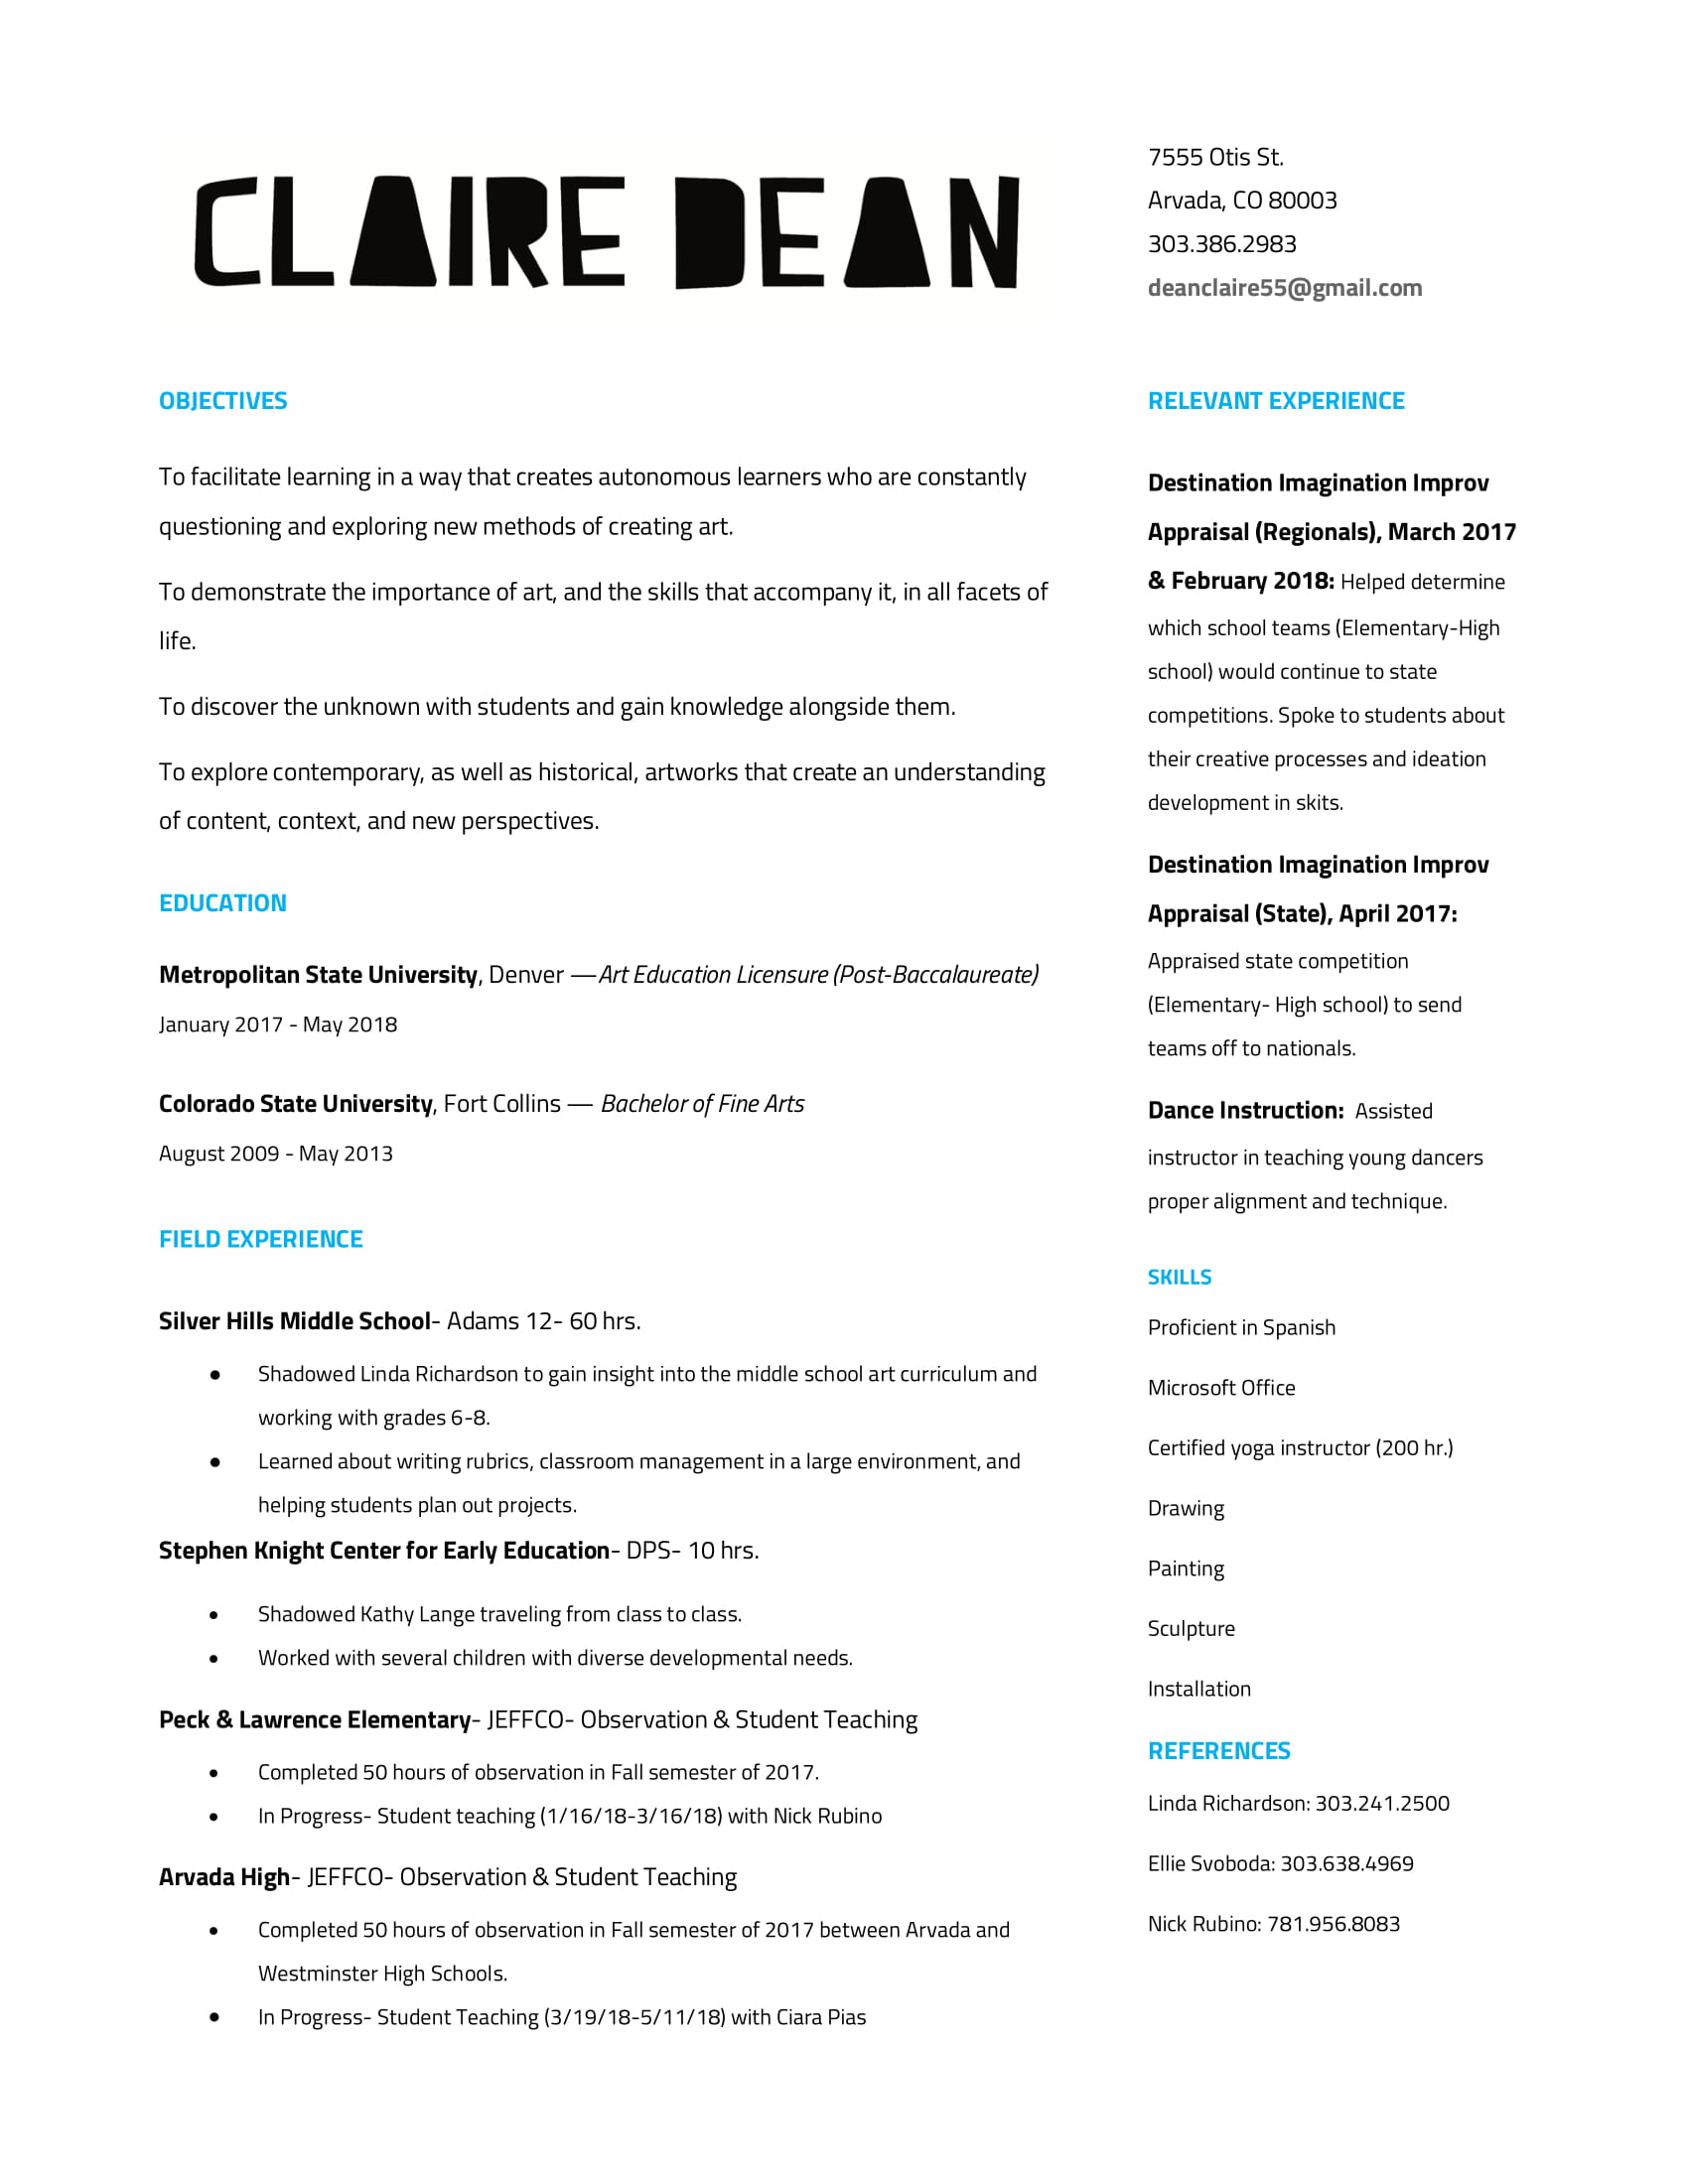 CLAIRE DEAN
7555 Otis St.
Arvada, CO 80003
303.386.2983
deanclaire55@gmail.com
OBJECTIVES
To facilitate learning in a way that creates autonomous learners who are constantly
questioning and exploring new methods of creating art.
To demonstrate the importance of art, and the skills that accompany it, in all facets of
life.
To discover the unknown with students and gain knowledge alongside them.
To explore contemporary, as well as historical, artworks that create an understanding
of content, context, and new perspectives.
EDUCATION
Metropolitan State University, Denver —Art Education Licensure (Post-Baccalaureate)
January 2017 - May 2018
Colorado State University, Fort Collins — Bachelor of Fine Arts
August 2009 - May 2013
FIELD EXPERIENCE
Silver Hills Middle School- Adams 12- 60 hrs.
● Shadowed Linda Richardson to gain insight into the middle school art curriculum and
working with grades 6-8.
● Learned about writing rubrics, classroom management in a large environment, and
helping students plan out projects.
Stephen Knight Center for Early Education- DPS- 10 hrs.
• Shadowed Kathy Lange traveling from class to class.
• Worked with several children with diverse developmental needs.
Peck & Lawrence Elementary- JEFFCO- Observation & Student Teaching
• Completed 50 hours of observation in Fall semester of 2017.
• In Progress- Student teaching (1/16/18-3/16/18) with Nick Rubino
Arvada High- JEFFCO- Observation & Student Teaching
• Completed 50 hours of observation in Fall semester of 2017 between Arvada and
Westminster High Schools.
● In Progress- Student Teaching (3/19/18-5/11/18) with Ciara Pias
RELEVANT EXPERIENCE
Destination Imagination Improv
Appraisal (Regionals), March 2017
& February 2018: Helped determine
which school teams (Elementary-High
school) would continue to state
competitions. Spoke to students about
their creative processes and ideation
development in skits.
Destination Imagination Improv
Appraisal (State), April 2017:
Appraised state competition
(Elementary- High school) to send
teams off to nationals.
Dance Instruction: Assisted
instructor in teaching young dancers
proper alignment and technique.
SKILLS
Proficient in Spanish
Microsoft Office
Certified yoga instructor (200 hr.)
Drawing
Painting
Sculpture
Installation
REFERENCES
Linda Richardson: 303.241.2500
Ellie Svoboda: 303.638.4969
Nick Rubino: 781.956.8083